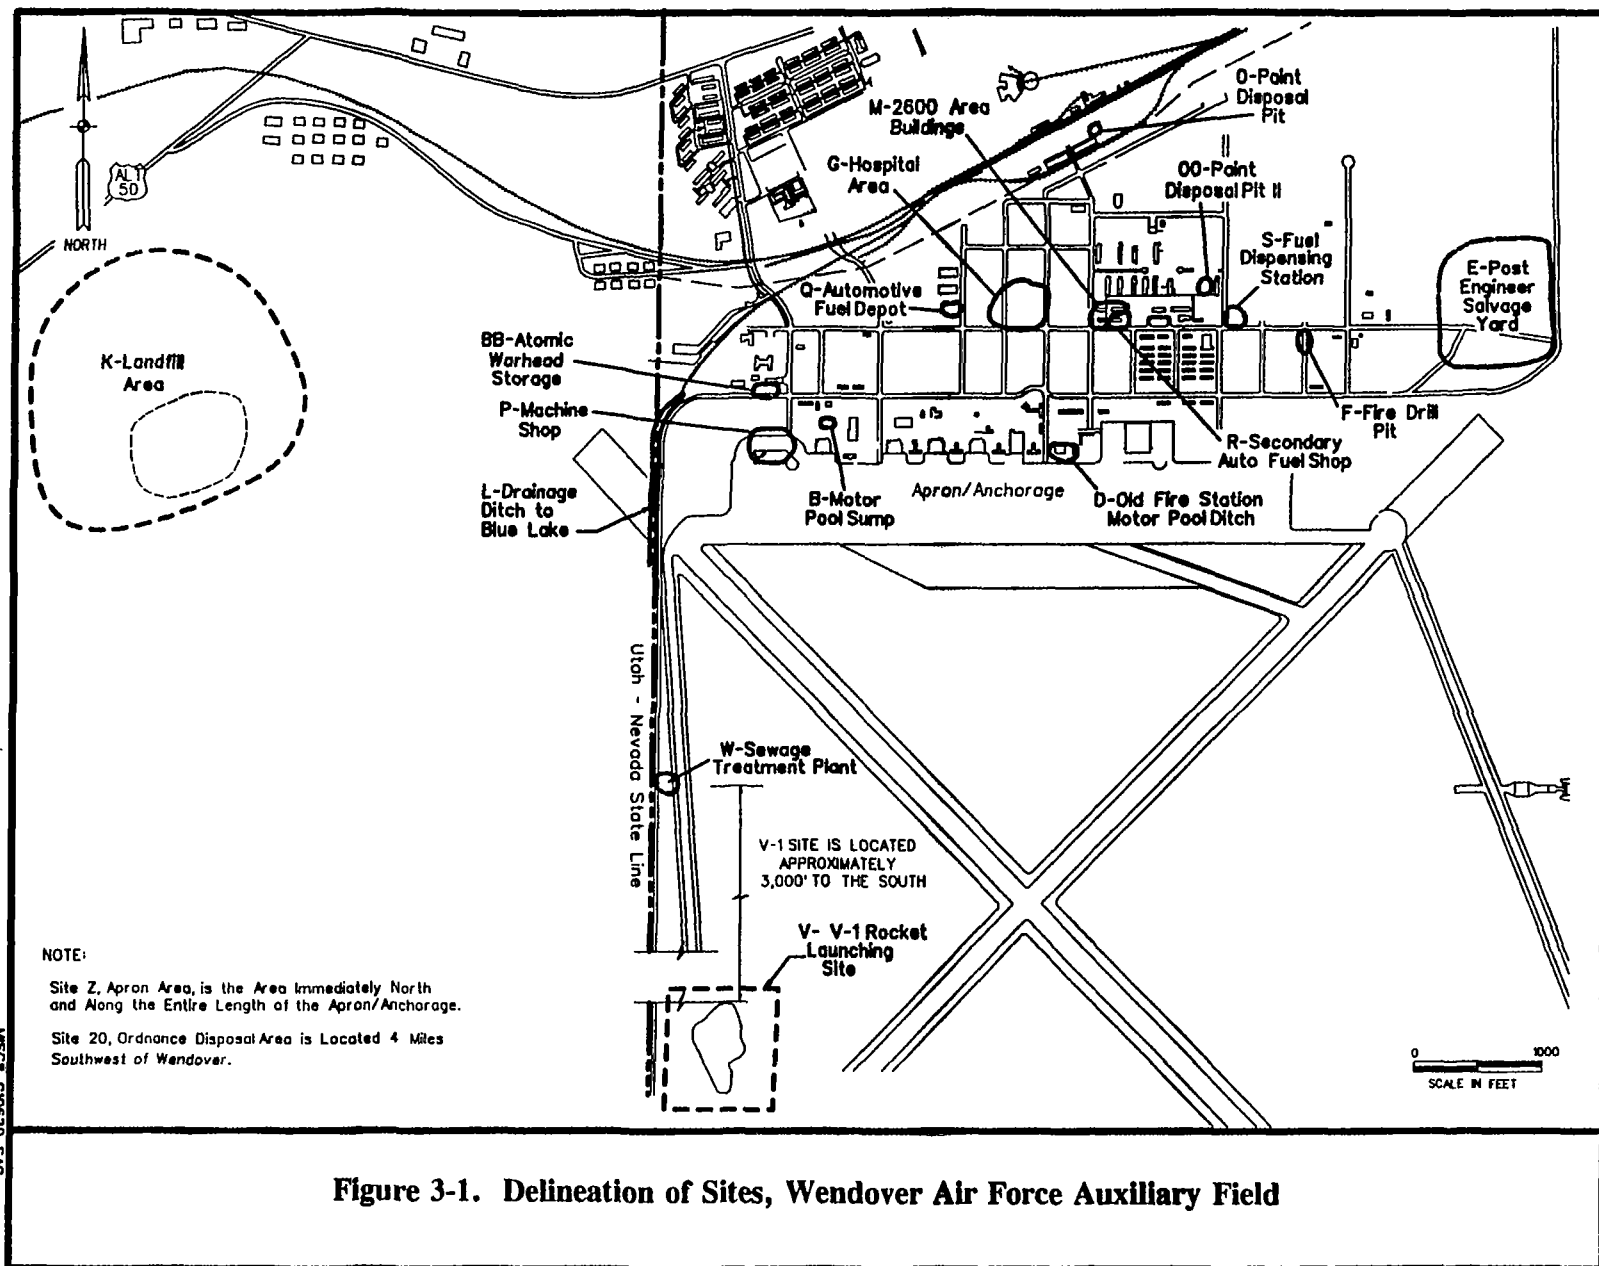 O-Paint
Disposal
Pit
M-2600 Area
Buildings
G-Hospital
Area
OO-Paint
Disposal Pit II
ALT
50
NORTH
S-Fuel
Dispensing
Station
E-Post
Engineer
Salvage
Yard
Q-Automotive
Fuel Depot
BB-Atomic
Warhead
Storage
K-Landfill
Area
P-Machine
Shop
F-Fire Drill
Pit
R-Secondary
Auto Fuel Shop
L-Drainage
Ditch to
Blue Lake
B-Motor
Pool Sump
Apron/Anchorage
D-Old Fire Station
Motor Pool Ditch
Utah - Nevada State Line
W-Sewage
Treatment Plant
V-1 SITE IS LOCATED
APPROXIMATELY
3,000' TO THE SOUTH
V- V-1 Rocket
Launching
Site
NOTE:
Site Z, Apron Area, is the Area Immediately North
and Along the Entire Length of the Apron/Anchorage.
Site 20, Ordnance Disposal Area is Located 4 Miles
Southwest of Wendover.
0 1000
SCALE IN FEET
Figure 3-1. Delineation of Sites, Wendover Air Force Auxiliary Field